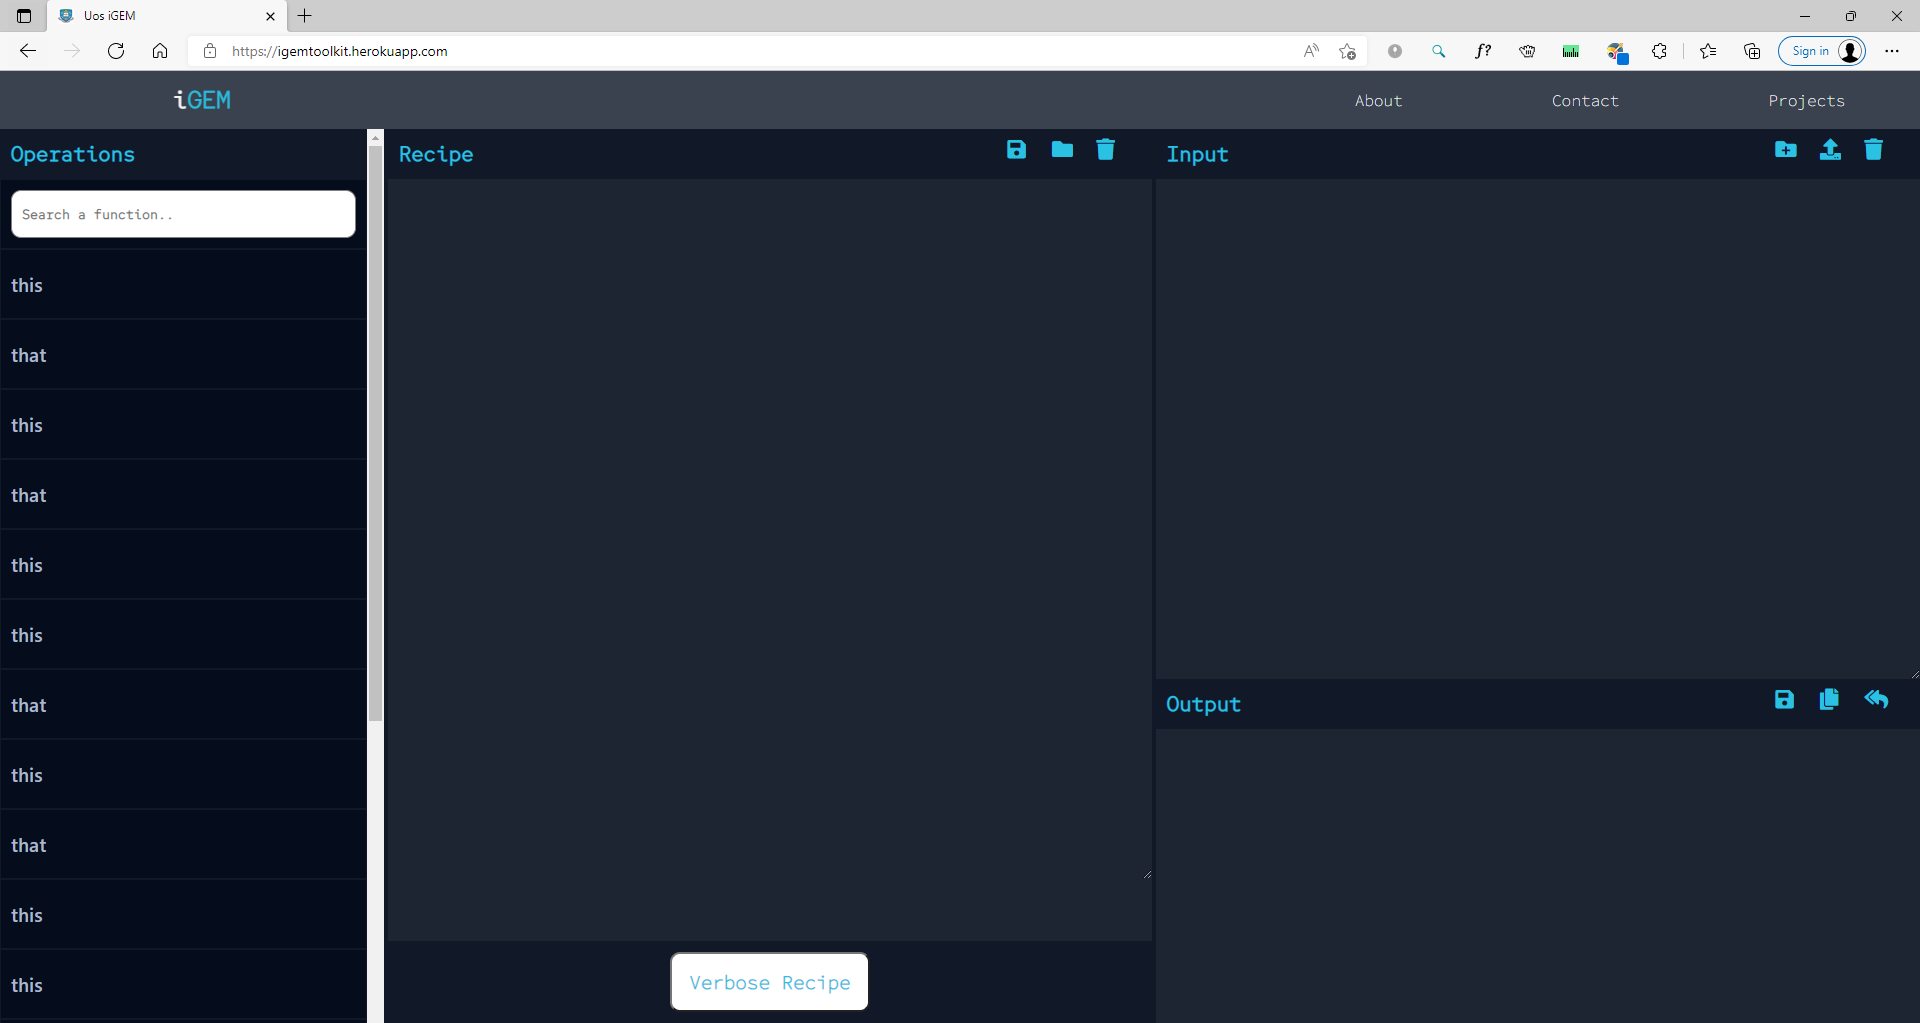 Uos iGEM
https://igemtoolkit.herokuapp.com
Sign in
iGEM
About
Contact
Projects
Operations
Search a function..
this
that
this
that
this
this
that
this
that
this
this
Recipe
Verbose Recipe
Input
Output